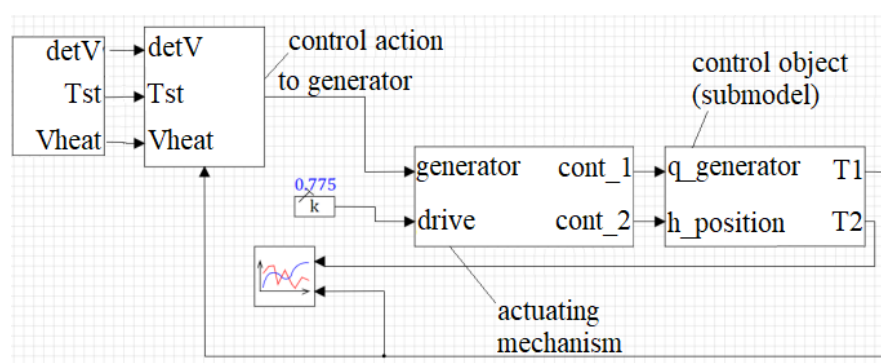 detV
Tst
Vheat
detV
Tst
Vheat
control action
to generator
control object
(submodel)
generator
drive
cont_1
cont_2
q_generator
h_position
T1
T2
0.775
k
actuating
mechanism